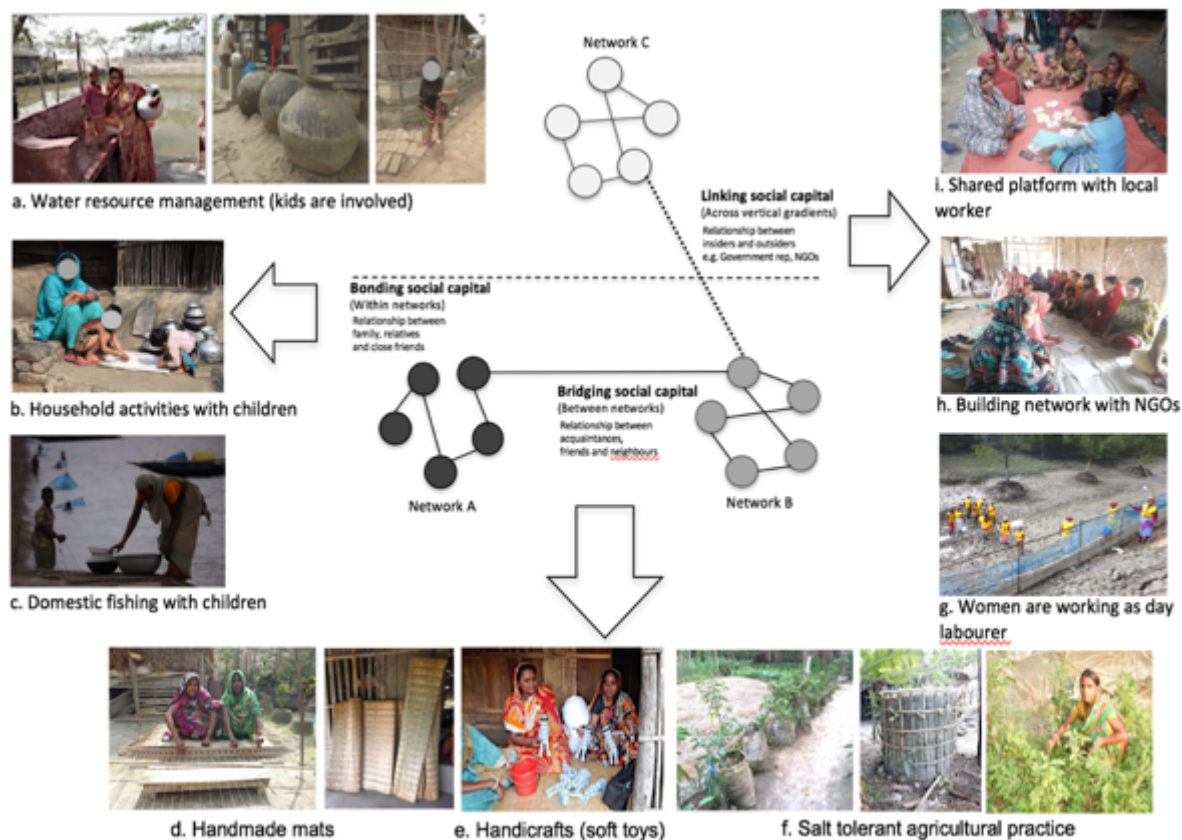 Network C
a. Water resource management (kids are involved)
Linking social capital
(Across vertical gradients)
Relationship between
insiders and outsiders
e.g. Government rep, NGOs
i. Shared platform with local
worker
Bonding social capital
(Within networks)
Relationship between
family, relatives
and close friends
b. Household activities with children
Bridging social capital
(Between networks)
Relationship between
acquaintances,
friends and neighbours
h. Building network with NGOs
Network A
Network B
c. Domestic fishing with children
g. Women are working as day
labourer
d. Handmade mats
e. Handicrafts (soft toys)
f. Salt tolerant agricultural practice